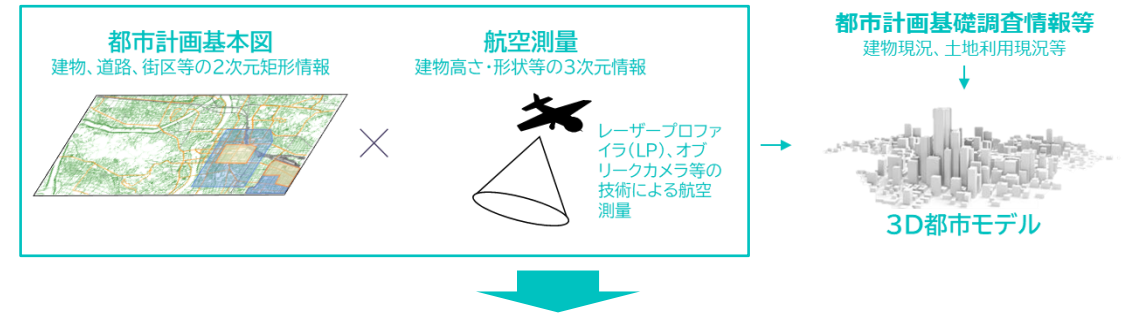 都市計画基本図
建物、道路、街区等の2次元矩形情報
航空測量
建物高さ・形状等の3次元情報
レーザープロファ
イラ(LP)、オブ
リークカメラ等の
技術による航空
測量
都市計画基礎調査情報等
建物現況、土地利用現況等
3D都市モデル